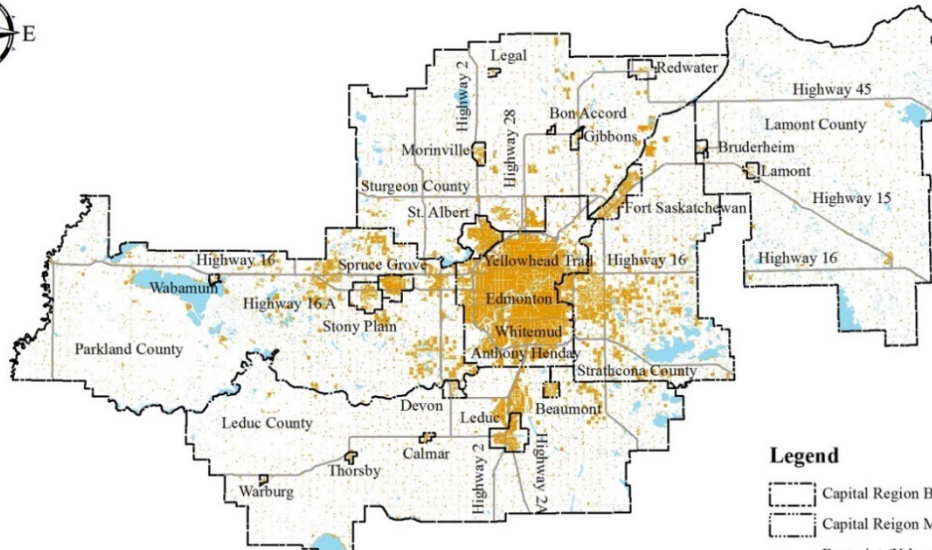 E
Legal
Redwater
Highway 2
Highway 45
Highway 28
Bon Accord
Lamont County
Gibbons
Morinville
Bruderheim
Lamont
Sturgeon County
Highway 15
St. Albert
Fort Saskatchewan
Highway 16
Spruce Grove
Yellowhead Trail
Highway 16
Highway 16
Wabamum
Highway 16A
Edmonton
Stony Plain
Whitemud
Parkland County
Anthony Henday
Strathcona County
Devon
Beaumont
Leduc County
Leduc
Calmar
Highway 2
Highway 2A
Thorsby
Warburg
Legend
Capital Region B
Capital Reigon M